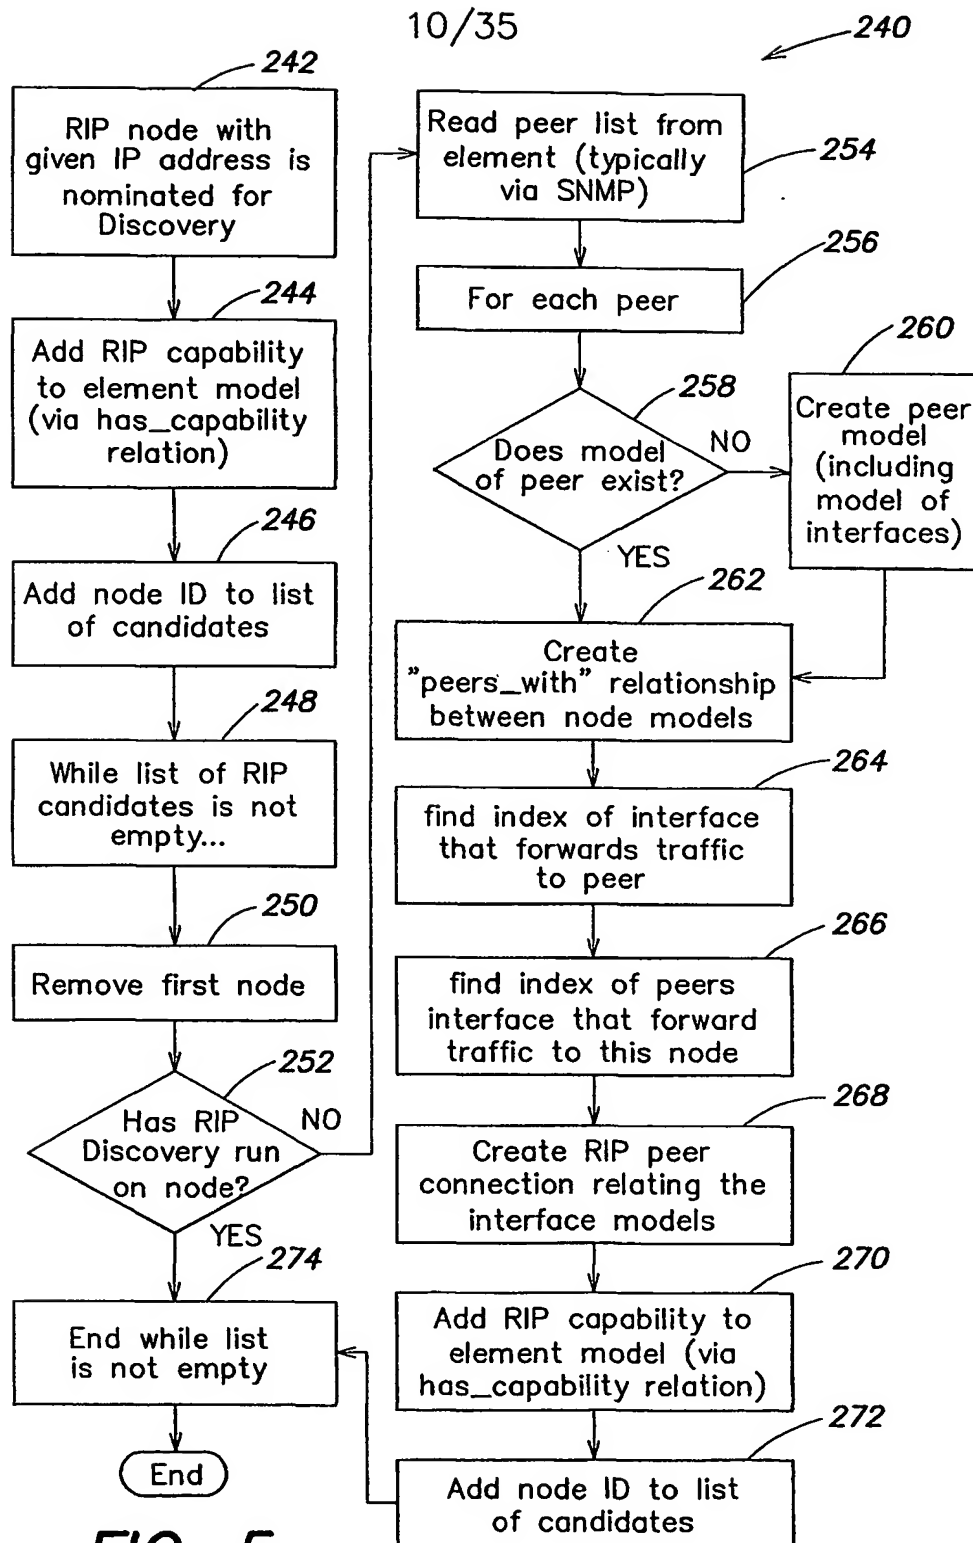 10/35
240
242
RIP node with
given IP address is
nominated for
Discovery
244
Add RIP capability
to element model
(via has_capability
relation)
246
Add node ID to list
of candidates
248
While list of RIP
candidates is not
empty...
250
Remove first node
252
Has RIP
Discovery run
on node?
NO
YES
274
End while list
is not empty
End
254
Read peer list from
element (typically
via SNMP)
256
For each peer
258
Does model
of peer exist?
NO
YES
260
Create peer
model
(including
model of
interfaces)
262
Create
"peers_with" relationship
between node models
264
find index of interface
that forwards traffic
to peer
266
find index of peers
interface that forward
traffic to this node
268
Create RIP peer
connection relating the
interface models
270
Add RIP capability to
element model (via
has_capability relation)
272
Add node ID to list
of candidates